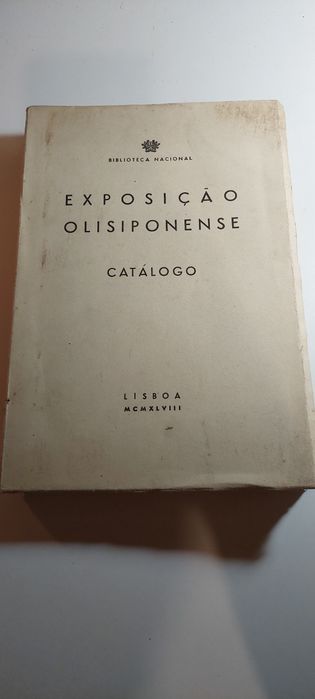 BIBLIOTECA NACIONAL
EXPOSIÇÃO
OLISIPONENSE
CATÁLOGO
LISBOA
MCMXLVIII